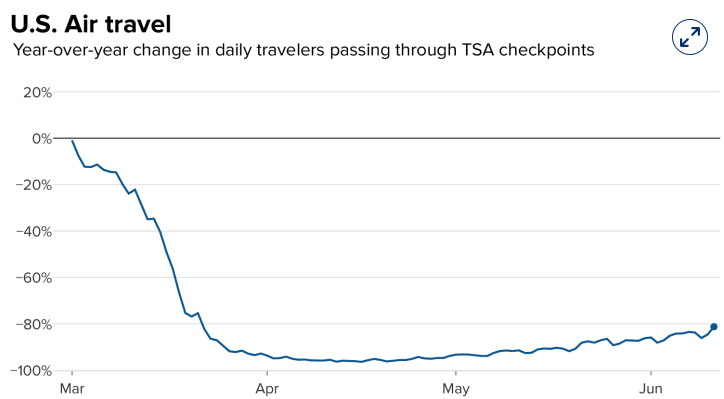 U.S. Air travel
Year-over-year change in daily travelers passing through TSA checkpoints
20%
0%
−20%
−40%
−60%
−80%
−100%
Mar Apr May Jun